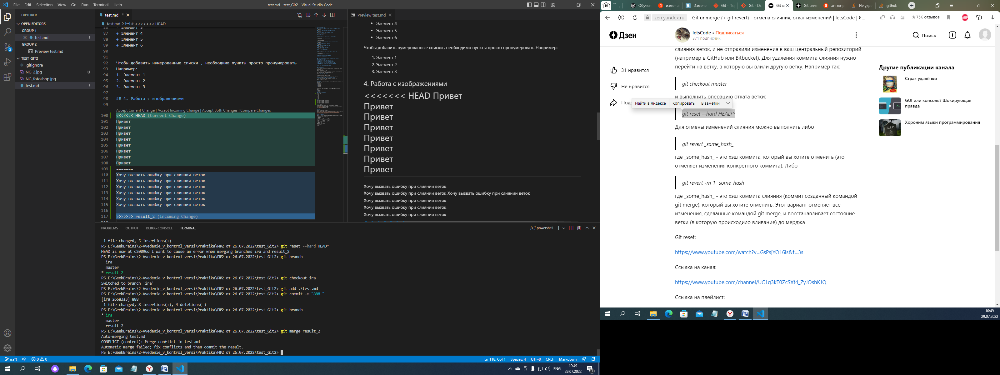 File Edit Selection View Go Run Terminal Help
test.md - test_Git2 - Visual Studio Code
EXPLORER
OPEN EDITORS
GROUP 1
test.md !
GROUP 2
Preview test.md
TEST_GIT2
.gitignore
NG_2.jpg U
NG_fotoshop.jpg
test.md !
test.md !
test.md > # <<<<<<< HEAD
86 + Элемент 3
87 + Элемент 4
88 + Элемент 5
89 + Элемент 6
90
91
92 Чтобы добавить нумерованные списки , необходимо пункты просто пронумеровать
93 Например:
94 1. Элемент 1
95 2. Элемент 2
96 3. Элемент 3
97
98 ## 4. Работа с изображениями
99
Accept Current Change | Accept Incoming Change | Accept Both Changes | Compare Changes
100 <<<<<<< HEAD (Current Change)
101 Привет
102 Привет
103 Привет
104 Привет
105 Привет
106 Привет
107 Привет
108 Привет
109 =======
110 Хочу вызвать ошибку при слиянии веток
111 Хочу вызвать ошибку при слиянии веток
112 Хочу вызвать ошибку при слиянии веток
113 Хочу вызвать ошибку при слиянии веток
114 Хочу вызвать ошибку при слиянии веток
115 Хочу вызвать ошибку при слиянии веток
116
117 >>>>>>> result_2 (Incoming Change)
118
Preview test.md
• Элемент 4
• Элемент 5
• Элемент 6
Чтобы добавить нумерованные списки , необходимо пункты просто пронумеровать Например:
1. Элемент 1
2. Элемент 2
3. Элемент 3
4. Работа с изображениями
<<<<<<< HEAD Привет
Привет
Привет
Привет
Привет
Привет
Привет
Привет
Хочу вызвать ошибку при слиянии веток
Хочу вызвать ошибку при слиянии веток Хочу вызвать ошибку при слиянии веток
Хочу вызвать ошибку при слиянии веток
Хочу вызвать ошибку при слиянии веток
Хочу вызвать ошибку при слиянии веток
PROBLEMS OUTPUT DEBUG CONSOLE TERMINAL
powershell
1 file changed, 5 insertions(+)
PS E:\GeekBrains\2-Vvedenie_v_kontrol_versi\Praktika\P№2 от 26.07.2022\test_Git2> git reset --hard HEAD^
HEAD is now at c20096d I want to cause an error when merging branches ira and result_2
PS E:\GeekBrains\2-Vvedenie_v_kontrol_versi\Praktika\P№2 от 26.07.2022\test_Git2> git branch
ira
master
* result_2
PS E:\GeekBrains\2-Vvedenie_v_kontrol_versi\Praktika\P№2 от 26.07.2022\test_Git2> git checkout ira
Switched to branch 'ira'
PS E:\GeekBrains\2-Vvedenie_v_kontrol_versi\Praktika\P№2 от 26.07.2022\test_Git2> git add .\test.md
PS E:\GeekBrains\2-Vvedenie_v_kontrol_versi\Praktika\P№2 от 26.07.2022\test_Git2> git commit -m "888 "
[ira 26683a3] 888
1 file changed, 8 insertions(+), 4 deletions(-)
PS E:\GeekBrains\2-Vvedenie_v_kontrol_versi\Praktika\P№2 от 26.07.2022\test_Git2> git branch
* ira
master
result_2
PS E:\GeekBrains\2-Vvedenie_v_kontrol_versi\Praktika\P№2 от 26.07.2022\test_Git2> git merge result_2
Auto-merging test.md
CONFLICT (content): Merge conflict in test.md
Automatic merge failed; fix conflicts and then commit the result.
PS E:\GeekBrains\2-Vvedenie_v_kontrol_versi\Praktika\P№2 от 26.07.2022\test_Git2>
ira*! 0 0
Ln 118, Col 1 Spaces: 4 UTF-8 CRLF Markdown
ENG 10:49
29.07.2022
10 Обучен измени Измене Git - Пе Git - Ос Git u Git unm англо-р Не уда github -
zen.yandex.ru Git unmerge (+ git revert) - отмена слияния, откат изменений | letsCode | Я... 75K отзывов ABP
Дзен
letsCode • Подписаться
371 подписчик
Поиск
31 нравится
Не нравится
Поде
слияния веток, и не отправили изменения в ваш центральный репозиторий
(например в GitHub или Bitbucket). Для удаления коммита слияния нужно
перейти на ветку, в которую вы влили другую ветку. Например так:
git checkout master
и выполнить операцию отката ветки:
Найти в Яндексе Копировать В заметки
git reset --hard HEAD^
Для отмены изменений слияния можно выполнить либо
git revert _some_hash_
где _some_hash_ - это хэш коммита, который вы хотите отменить (это
отменяет изменения конкретного коммита). Либо
git revert -m 1 _some_hash_
где _some_hash_ - это хэш коммита слияния (коммит созданный командой
git merge), который вы хотите отменить. Этот вариант отменяет все
изменения, сделанные командой git merge, и восстанавливает состояние
ветки (в которую происходило вливание) до мерджа
Git reset:
https://www.youtube.com/watch?v=GsPsjYO16ls&t=3s
Ссылка на канал:
https://www.youtube.com/channel/UC1g3kT0ZcSXt4_ZyJOshKJQ
Ссылка на плейлист:
Другие публикации канала
Страх удалёнки
GUI или консоль? Шокирующая
правда
Хороним языки программирования
10:49
29.07.2022